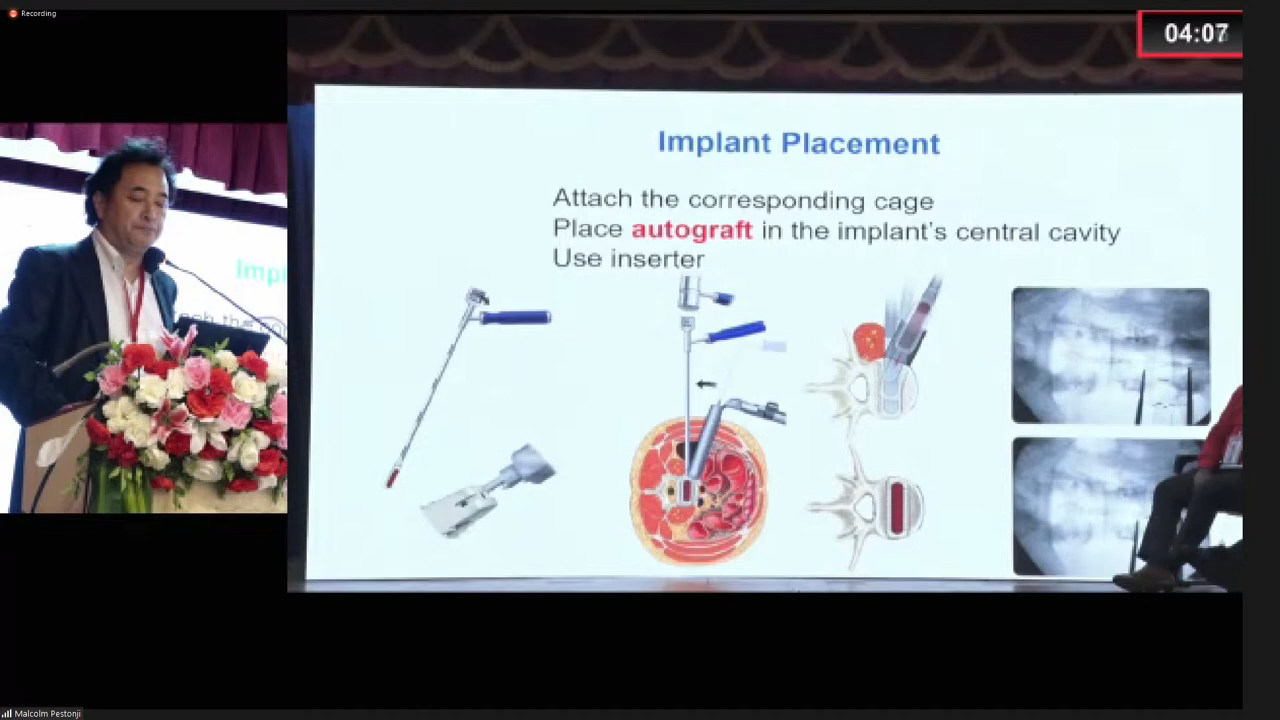 Recording
04:07
Implant Placement
Attach the corresponding cage
Place autograft in the implant's central cavity
Use inserter
Malcolm Pestonji